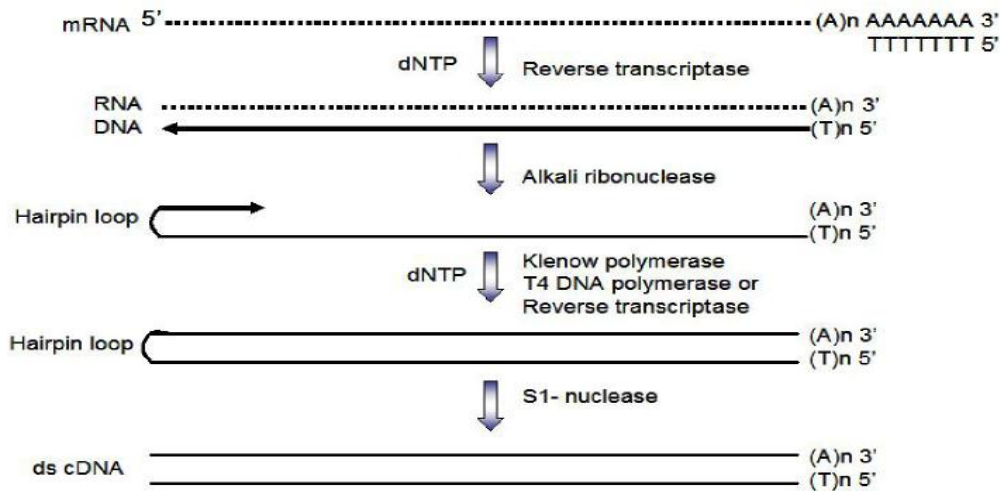 mRNA 5' (A)n AAAAAAA 3'
TTTTTTT 5'
dNTP Reverse transcriptase
RNA (A)n 3'
DNA (T)n 5'
Alkali ribonuclease
Hairpin loop (A)n 3'
(T)n 5'
dNTP Klenow polymerase
T4 DNA polymerase or
Reverse transcriptase
Hairpin loop (A)n 3'
(T)n 5'
S1- nuclease
ds cDNA (A)n 3'
(T)n 5'